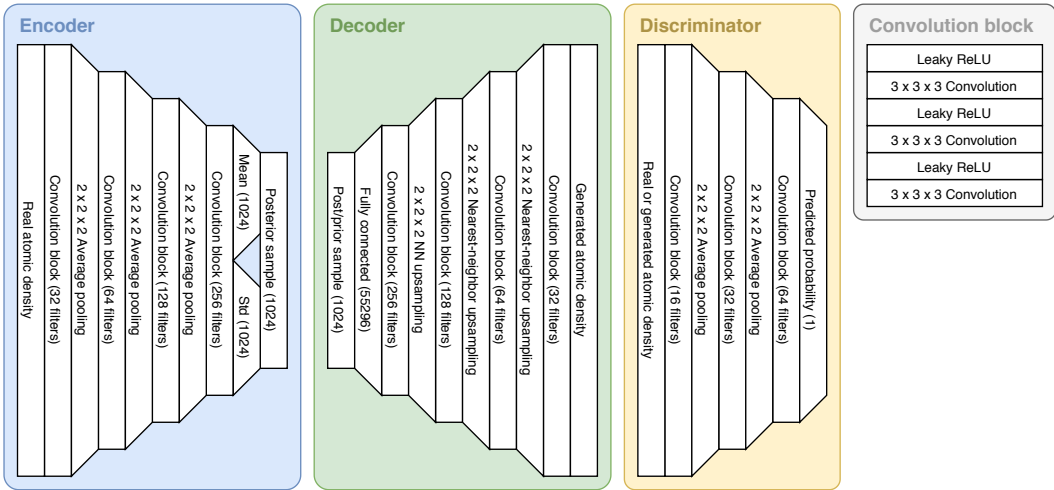 Encoder
Real atomic density
Convolution block (32 filters)
2 x 2 x 2 Average pooling
Convolution block (64 filters)
2 x 2 x 2 Average pooling
Convolution block (128 filters)
2 x 2 x 2 Average pooling
Convolution block (256 filters)
Mean (1024)
Std (1024)
Posterior sample (1024)
Decoder
Post/prior sample (1024)
Fully connected (55296)
Convolution block (256 filters)
2 x 2 x 2 NN upsampling
Convolution block (128 filters)
2 x 2 x 2 Nearest-neighbor upsampling
Convolution block (64 filters)
2 x 2 x 2 Nearest-neighbor upsampling
Convolution block (32 filters)
Generated atomic density
Discriminator
Real or generated atomic density
Convolution block (16 filters)
2 x 2 x 2 Average pooling
Convolution block (32 filters)
2 x 2 x 2 Average pooling
Convolution block (64 filters)
Predicted probability (1)
Convolution block
Leaky ReLU
3 x 3 x 3 Convolution
Leaky ReLU
3 x 3 x 3 Convolution
Leaky ReLU
3 x 3 x 3 Convolution